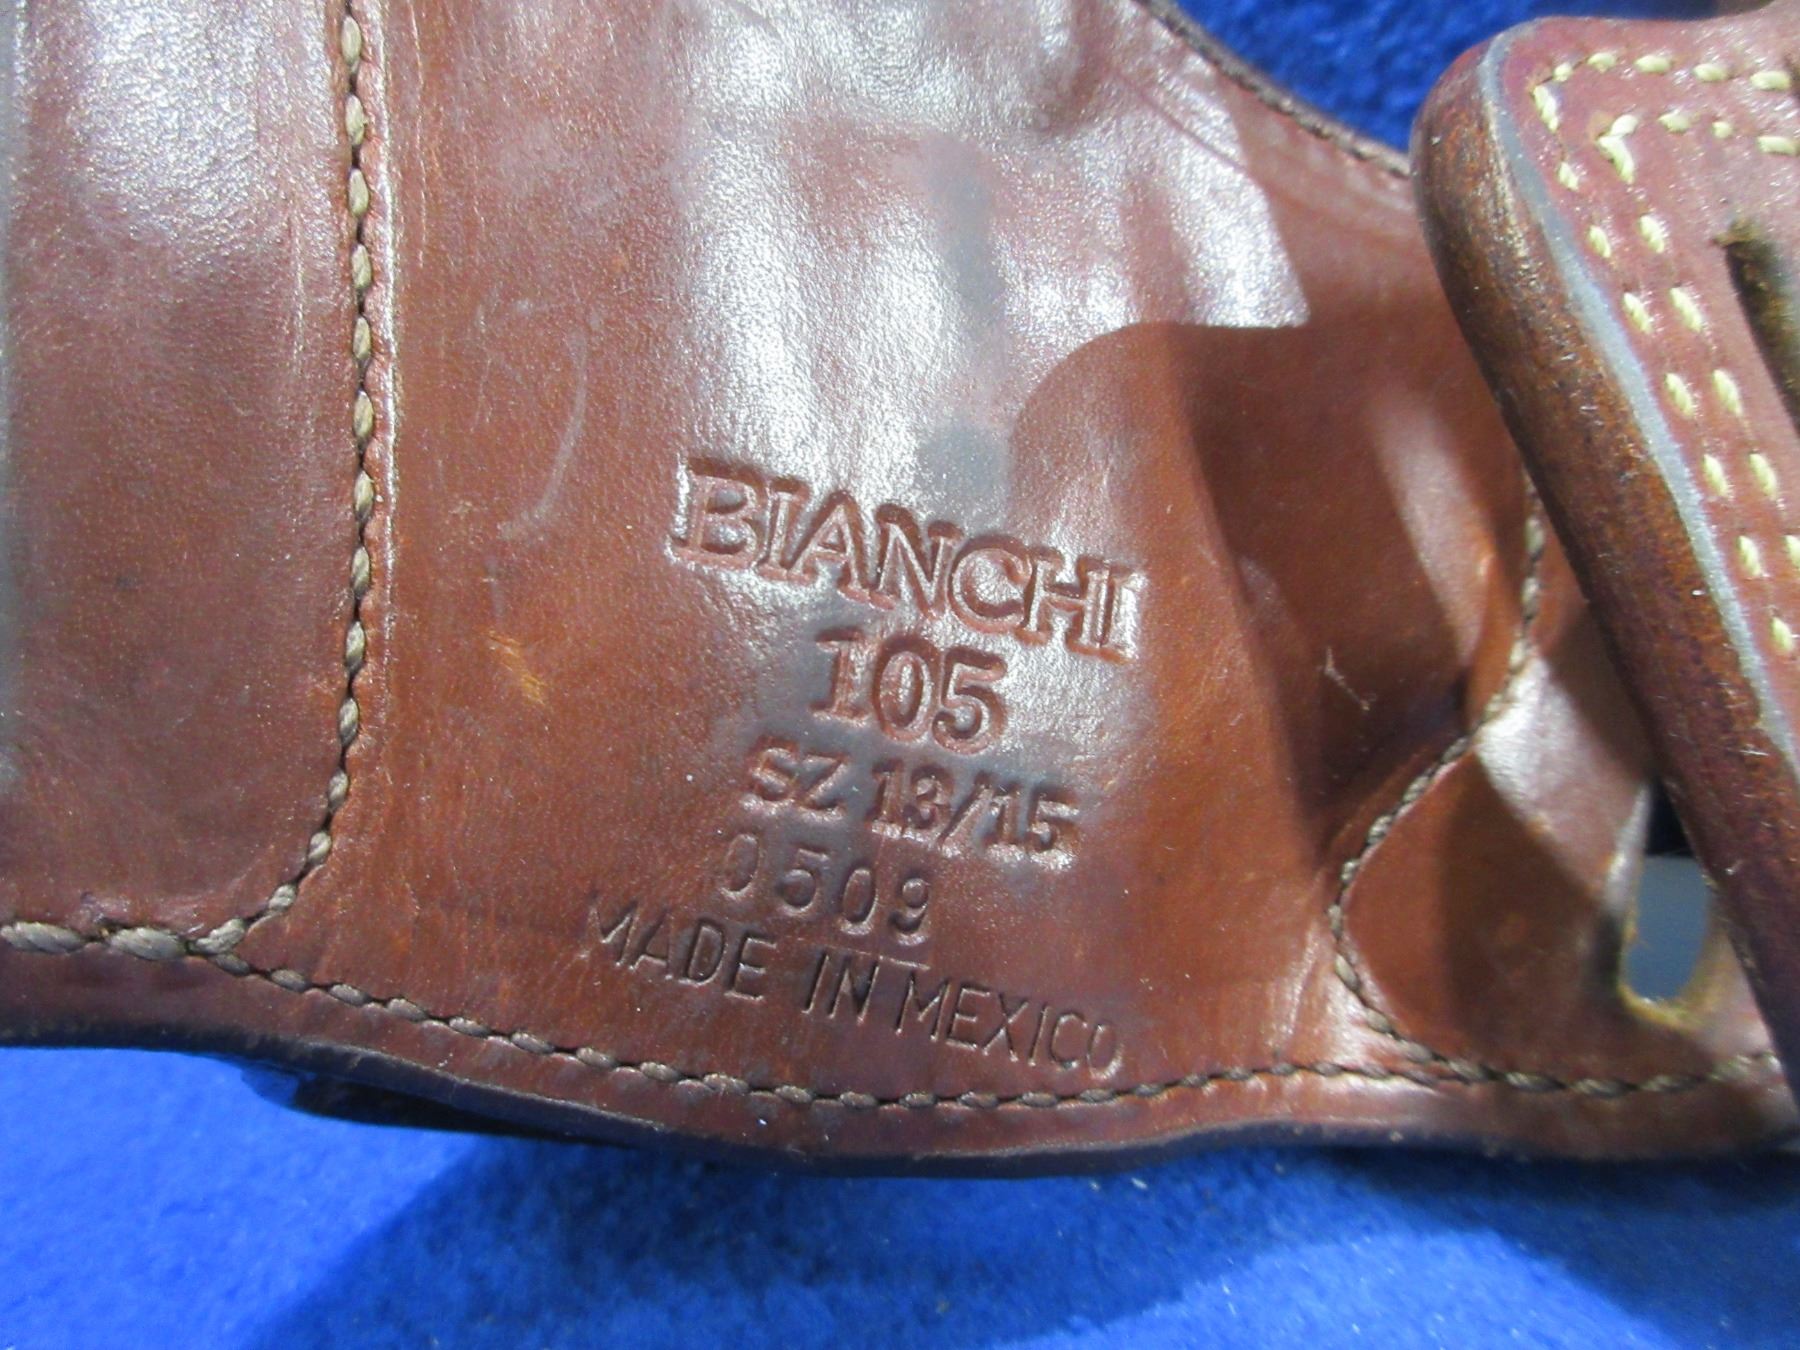 BIANCHI
105
SZ 13/15
0509
MADE IN MEXICO